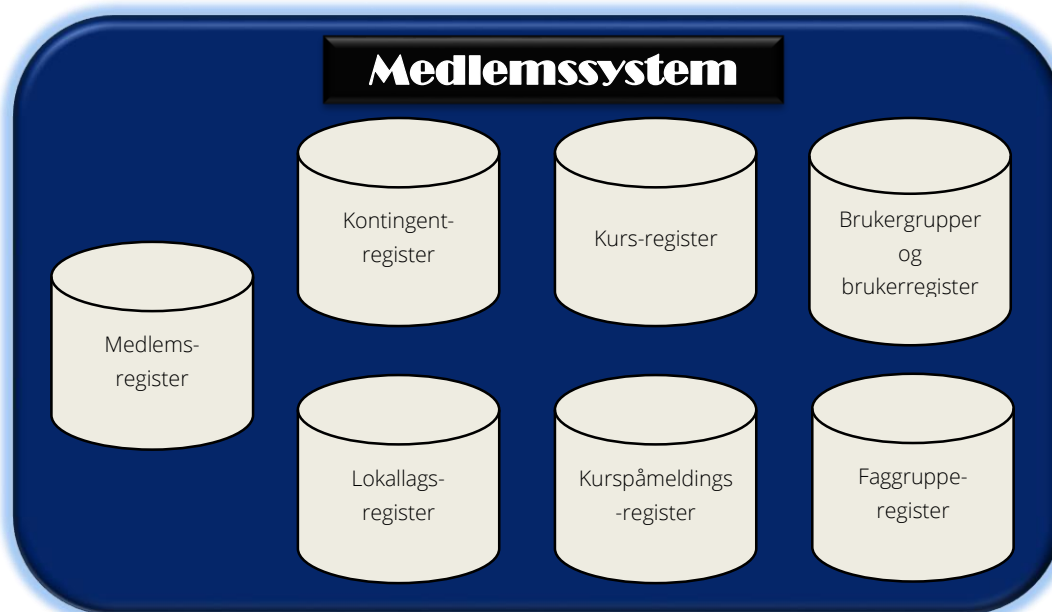 Medlemssystem
Kontingent-
register
Kurs-register
Brukergrupper
og
brukerregister
Medlems-
register
Lokallags-
register
Kurspåmeldings
-register
Faggruppe-
register